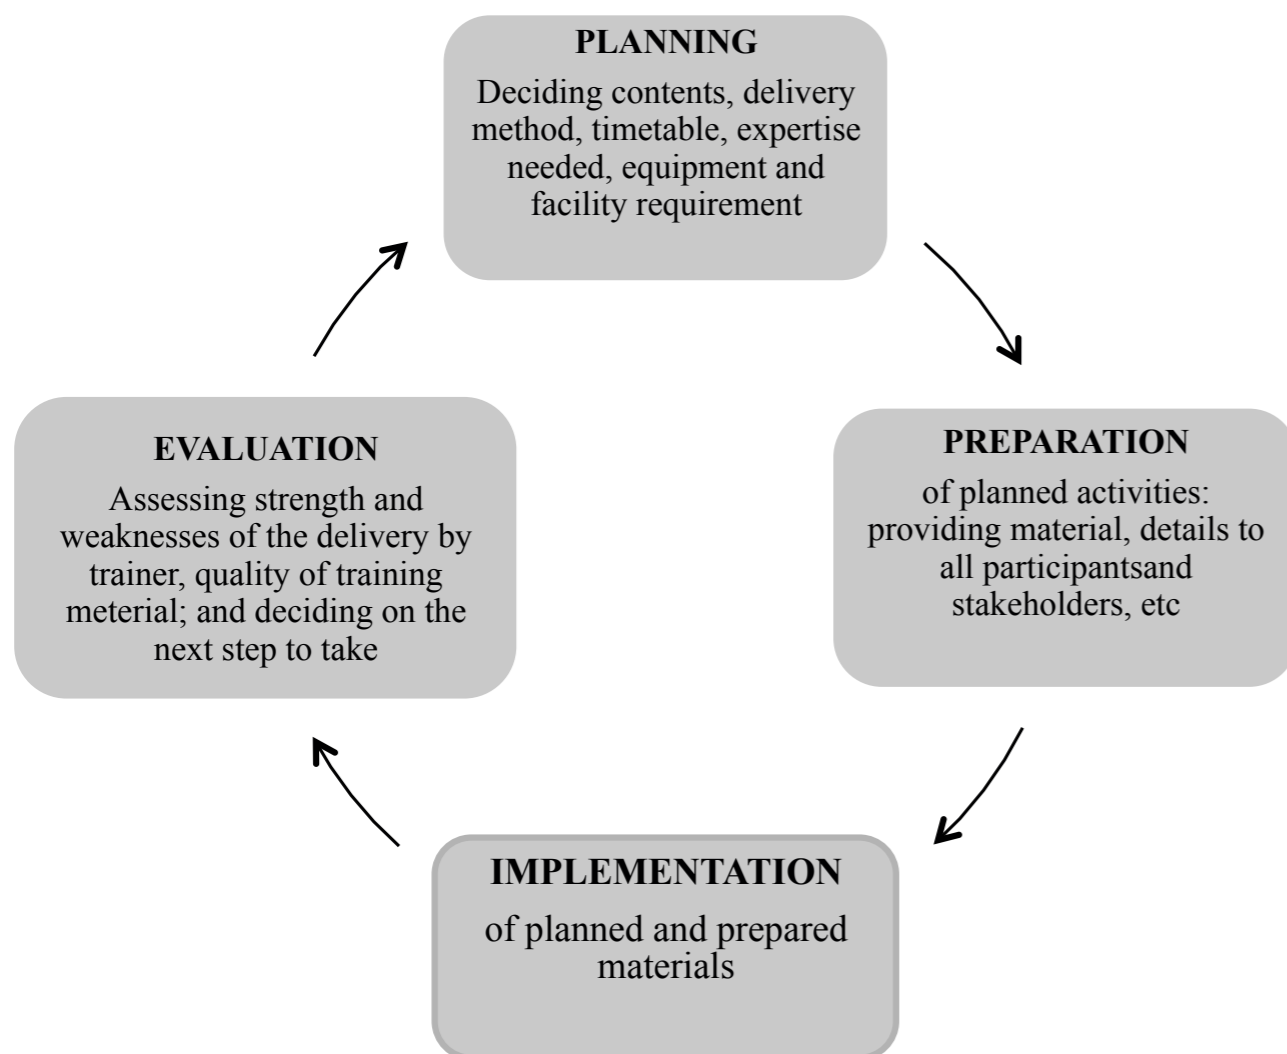 PLANNING
Deciding contents, delivery
method, timetable, expertise
needed, equipment and
facility requirement
PREPARATION
of planned activities:
providing material, details to
all participantsand
stakeholders, etc
IMPLEMENTATION
of planned and prepared
materials
EVALUATION
Assessing strength and
weaknesses of the delivery by
trainer, quality of training
meterial; and deciding on the
next step to take